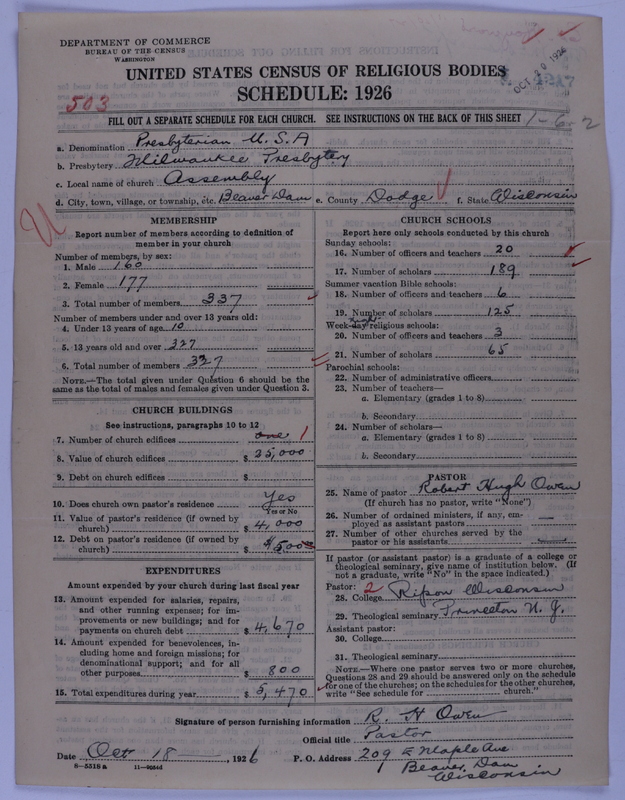 DEPARTMENT OF COMMERCE
BUREAU OF THE CENSUS
WASHINGTON
OCT 1926
UNITED STATES CENSUS OF RELIGIOUS BODIES
SCHEDULE: 1926
503
FILL OUT A SEPARATE SCHEDULE FOR EACH CHURCH. SEE INSTRUCTIONS ON THE BACK OF THIS SHEET
1-6-2
a. Denomination Presbyterian U.S.A
b. Presbytery Milwaukee Presbytery
c. Local name of church Assembly
d. City, town, village, or township, etc. Beaver Dam e. County Dodge f. State Wisconsin
MEMBERSHIP
Report number of members according to definition of
member in your church
Number of members, by sex:
1. Male 160
2. Female 177
3. Total number of members 337
Number of members under and over 13 years old:
4. Under 13 years of age 10
5. 13 years old and over 327
6. Total number of members 337
NOTE.—The total given under Question 6 should be the
same as the total of males and females given under Question 3.
CHURCH BUILDINGS
See instructions, paragraphs 10 to 12
7. Number of church edifices one 1
8. Value of church edifices $ 35,000
9. Debt on church edifices $
10. Does church own pastor's residence Yes
Yes or No
11. Value of pastor's residence (if owned by
church) $ 4,000
12. Debt on pastor's residence (if owned by
church) $ $1500
EXPENDITURES
Amount expended by your church during last fiscal year
13. Amount expended for salaries, repairs,
and other running expenses; for im-
provements or new buildings; and for
payments on church debt $ 4,670
14. Amount expended for benevolences, in-
cluding home and foreign missions; for
denominational support; and for all
other purposes $ 800
15. Total expenditures during year $ 5,470
CHURCH SCHOOLS
Report here only schools conducted by this church
Sunday schools:
16. Number of officers and teachers 20
17. Number of scholars 189
Summer vacation Bible schools:
18. Number of officers and teachers 6
19. Number of scholars 125
Week-day religious schools:
20. Number of officers and teachers 3
21. Number of scholars 65
Parochial schools:
22. Number of administrative officers
23. Number of teachers—
a. Elementary (grades 1 to 8)
b. Secondary
24. Number of scholars—
a. Elementary (grades 1 to 8)
b. Secondary
PASTOR
25. Name of pastor Robert Hugh Owen
(If church has no pastor, write "None")
26. Number of ordained ministers, if any, em-
ployed as assistant pastors
27. Number of other churches served by the
pastor or his assistants
If pastor (or assistant pastor) is a graduate of a college or
theological seminary, give name of institution below. (If
not a graduate, write "No" in the space indicated.)
Pastor: 2
28. College Ripon Wisconsin
29. Theological seminary Princeton N.J.
Assistant pastor:
30. College
31. Theological seminary
NOTE.—Where one pastor serves two or more churches,
Questions 28 and 29 should be answered only on the schedule
for one of the churches; on the schedules for the other churches,
write "See schedule for church."
Signature of person furnishing information R. H Owen
Official title Pastor
Date Oct 18, 1926 P. O. Address 209 E Maple Ave
Beaver Dam
Wisconsin
8—5518a 11—9084d